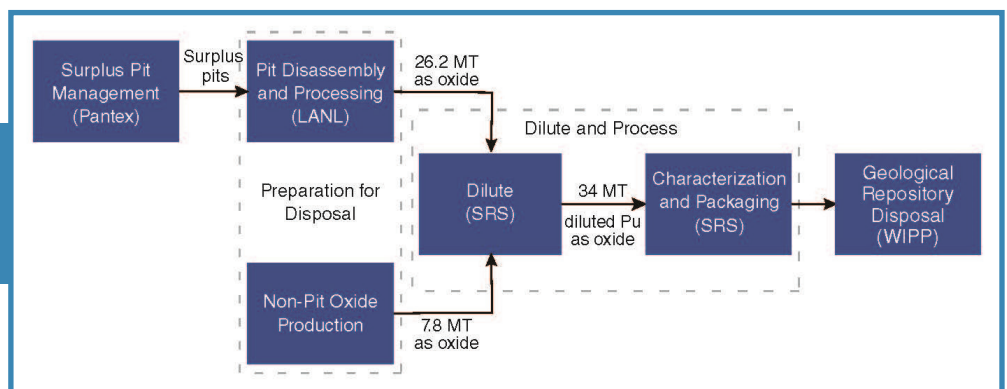 Surplus Pit
Management
(Pantex)
Surplus
pits
Pit Disassembly
and Processing
(LANL)
26.2 MT
as oxide
Preparation for
Disposal
Non-Pit Oxide
Production
7.8 MT
as oxide
Dilute and Process
Dilute
(SRS)
34 MT
diluted Pu
as oxide
Characterization
and Packaging
(SRS)
Geological
Repository
Disposal
(WIPP)